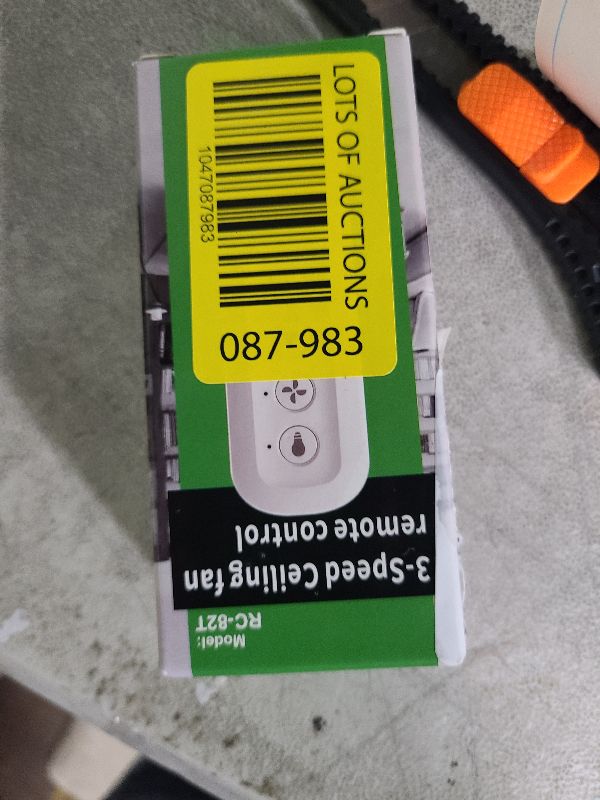 LOTS OF AUCTIONS
1047087983
087-983
Model:
RC-82T
3-Speed Ceiling fan
remote control